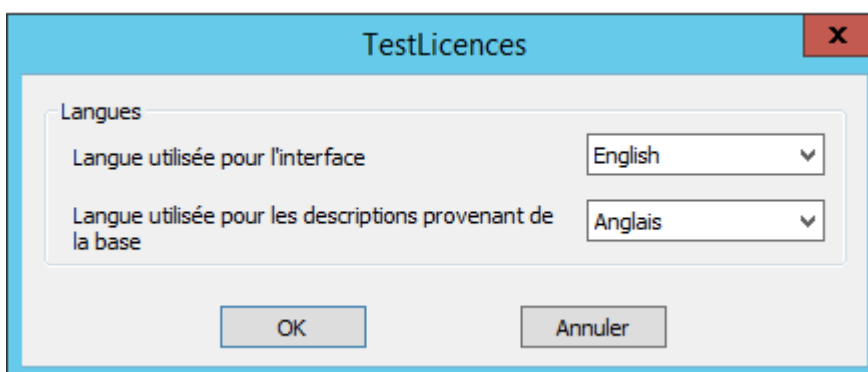 TestLicences
x
Langues
Langue utilisée pour l'interface
English
Langue utilisée pour les descriptions provenant de
la base
Anglais
OK
Annuler